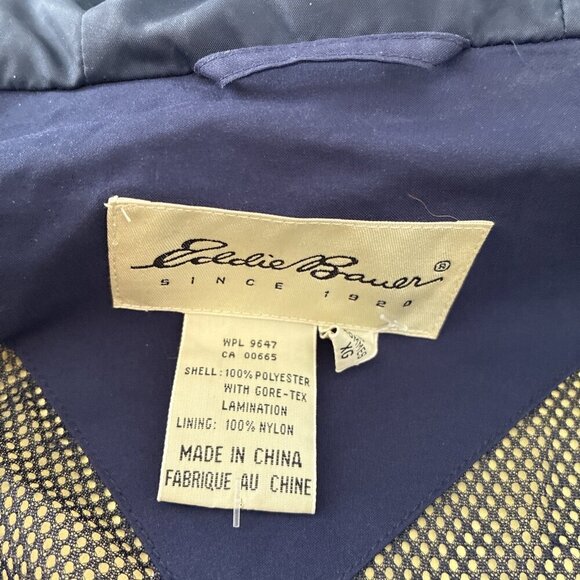 Eddie Bauer®
SINCE 1920
WPL 9647
CA 00665
SHELL: 100% POLYESTER
WITH GORE-TEX
LAMINATION
LINING: 100% NYLON
MADE IN CHINA
FABRIQUE AU CHINE
XG